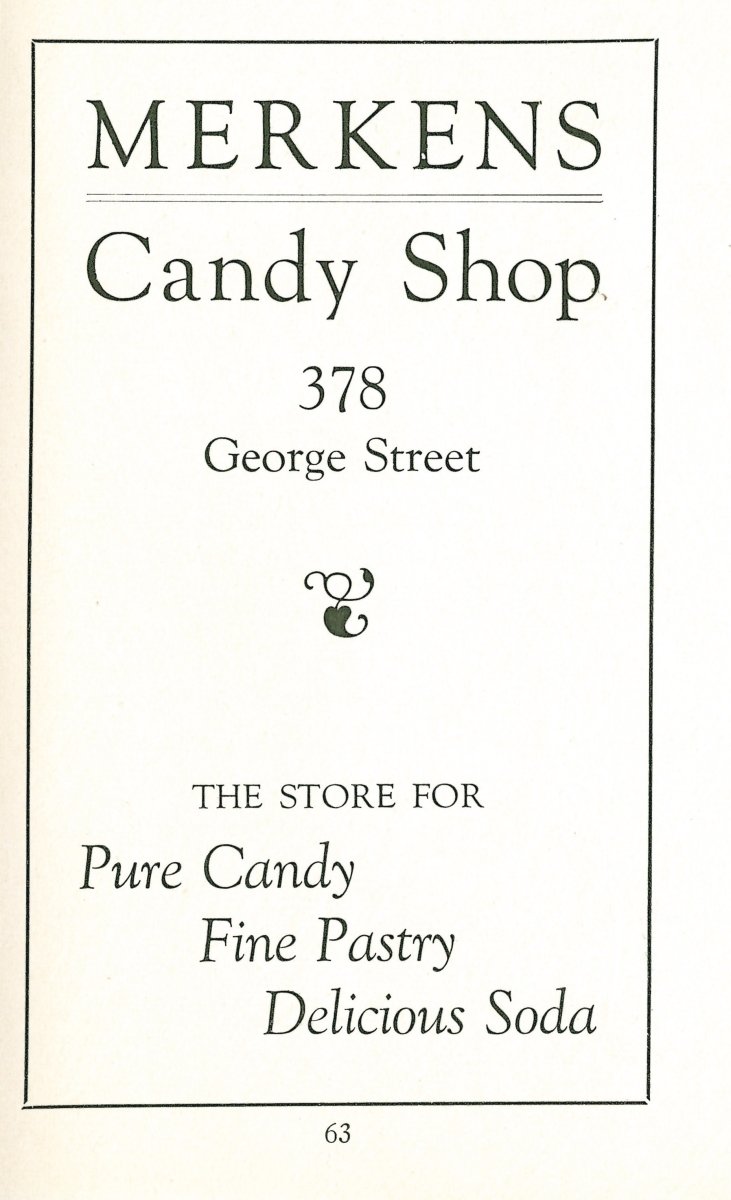 MERKENS
Candy Shop
378
George Street
THE STORE FOR
Pure Candy
Fine Pastry
Delicious Soda
63